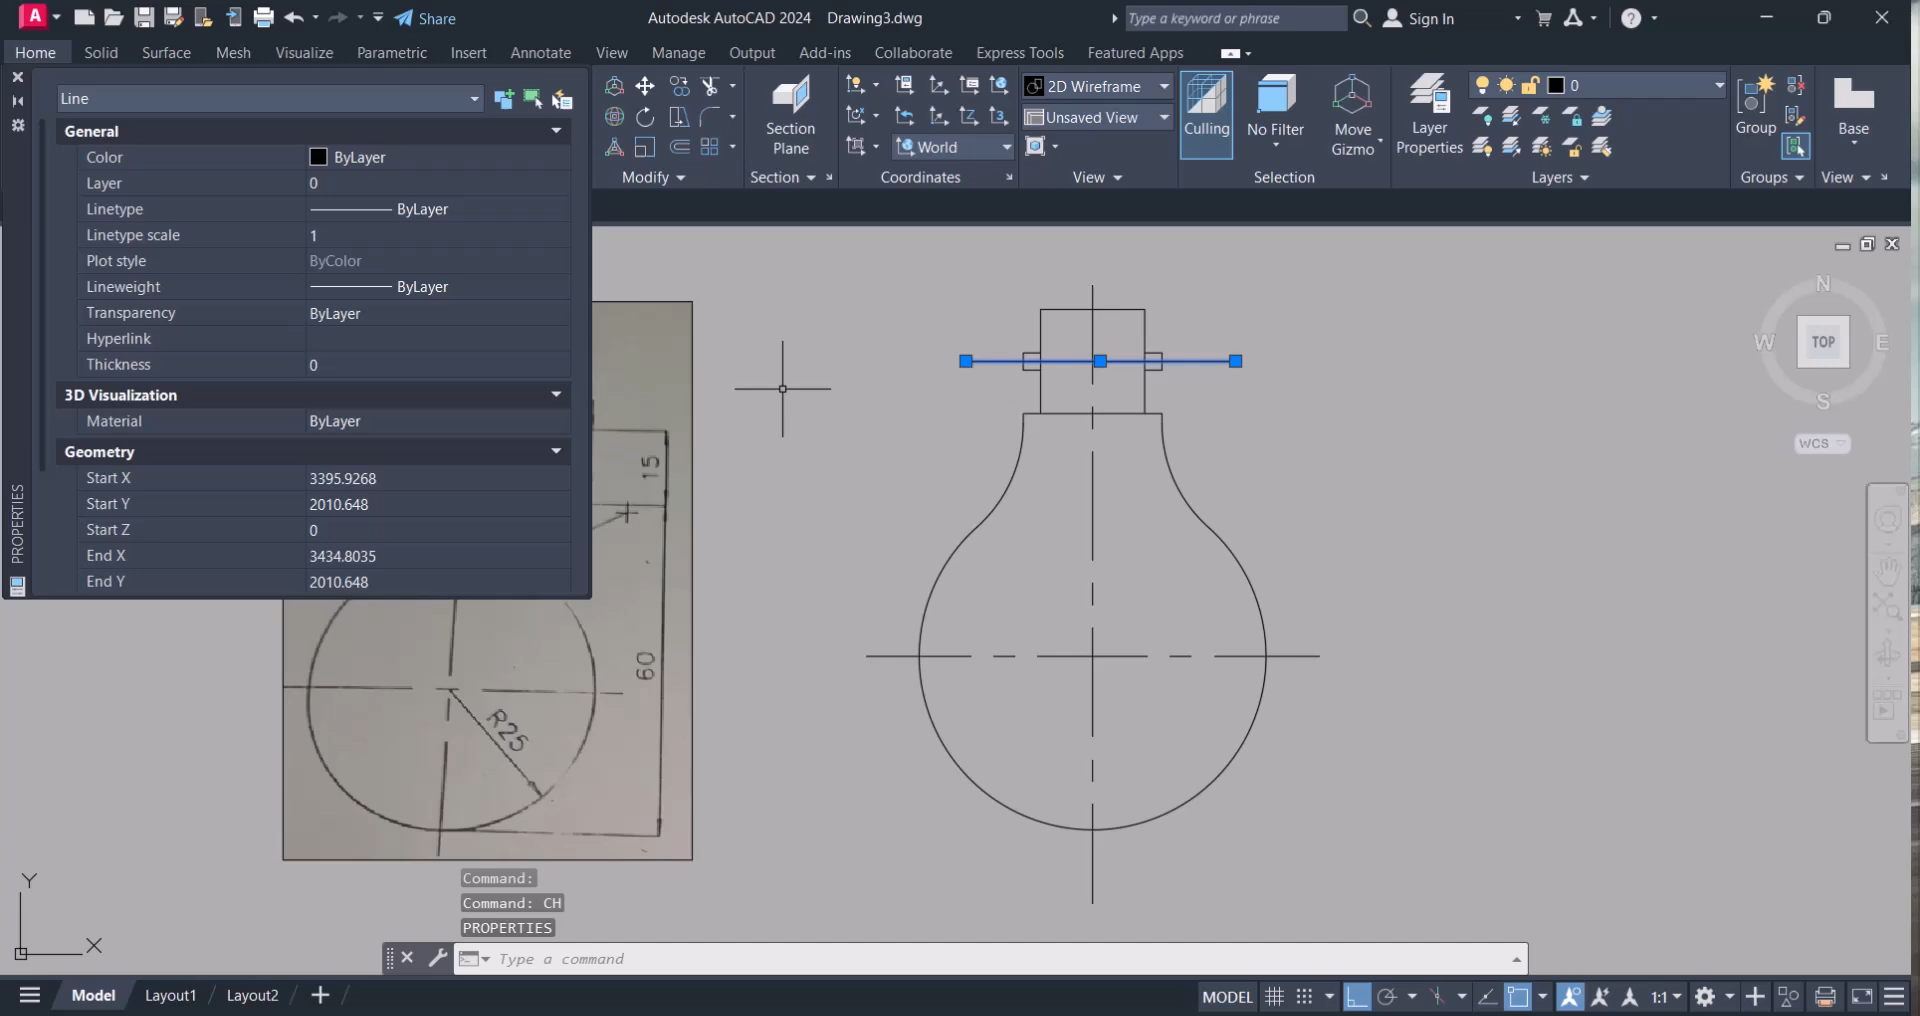 Share
Autodesk AutoCAD 2024 Drawing3.dwg
Type a keyword or phrase
Sign In
Home Solid Surface Mesh Visualize Parametric Insert Annotate View Manage Output Add-ins Collaborate Express Tools Featured Apps
Line
General
Color ByLayer
Layer 0
Linetype ByLayer
Linetype scale 1
Plot style ByColor
Lineweight ByLayer
Transparency ByLayer
Hyperlink
Thickness 0
3D Visualization
Material ByLayer
Geometry
Start X 3395.9268
Start Y 2010.648
Start Z 0
End X 3434.8035
End Y 2010.648
PROPERTIES
Modify
Section Plane
Section
World
Coordinates
2D Wireframe
Unsaved View
View
Culling
No Filter
Move Gizmo
Selection
Layer Properties
0
Layers
Group
Groups
Base
View
N
W TOP E
S
WCS
15
60
R25
Y
X
Command:
Command: CH
PROPERTIES
Type a command
Model Layout1 Layout2
MODEL
1:1